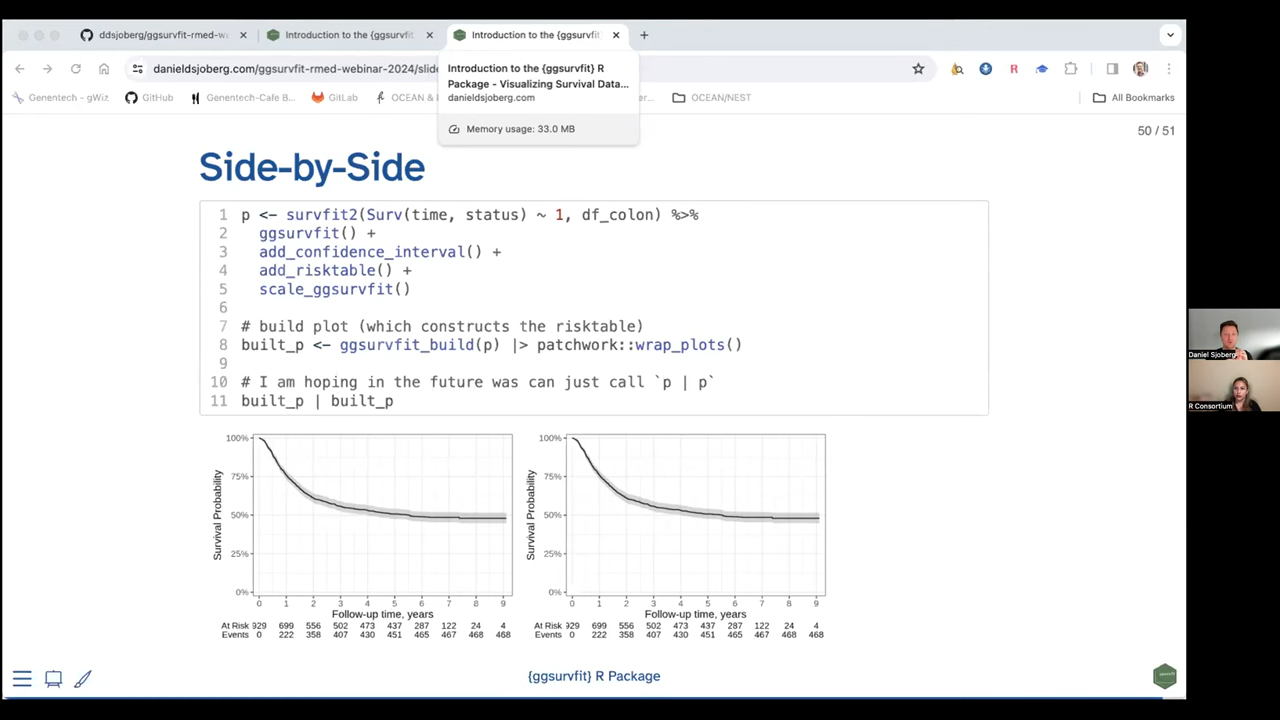 ddsjoberg/ggsurvfit-rmed-we
Introduction to the {ggsurvfit}
Introduction to the {ggsurvfit}
danieldsjoberg.com/ggsurvfit-rmed-webinar-2024/slide
Introduction to the {ggsurvfit} R
Package - Visualizing Survival Data...
danieldsjoberg.com
Memory usage: 33.0 MB
Genentech - gWiz
GitHub
Genentech-Cafe B...
GitLab
OCEAN &
er...
OCEAN/NEST
All Bookmarks
50 / 51
Side-by-Side
1 p <- survfit2(Surv(time, status) ~ 1, df_colon) %>%
2 ggsurvfit() +
3 add_confidence_interval() +
4 add_risktable() +
5 scale_ggsurvfit()
6
7 # build plot (which constructs the risktable)
8 built_p <- ggsurvfit_build(p) |> patchwork::wrap_plots()
9
10 # I am hoping in the future was can just call `p | p`
11 built_p | built_p
100%
75%
50%
25%
0%
Survival Probability
0 1 2 3 4 5 6 7 8 9
Follow-up time, years
At Risk 929 699 556 502 473 437 287 122 24 4
Events 0 222 358 407 430 451 465 467 468 468
100%
75%
50%
25%
0%
Survival Probability
0 1 2 3 4 5 6 7 8 9
Follow-up time, years
At Risk 929 699 556 502 473 437 287 122 24 4
Events 0 222 358 407 430 451 465 467 468 468
{ggsurvfit} R Package
Daniel Sjoberg
R Consortium